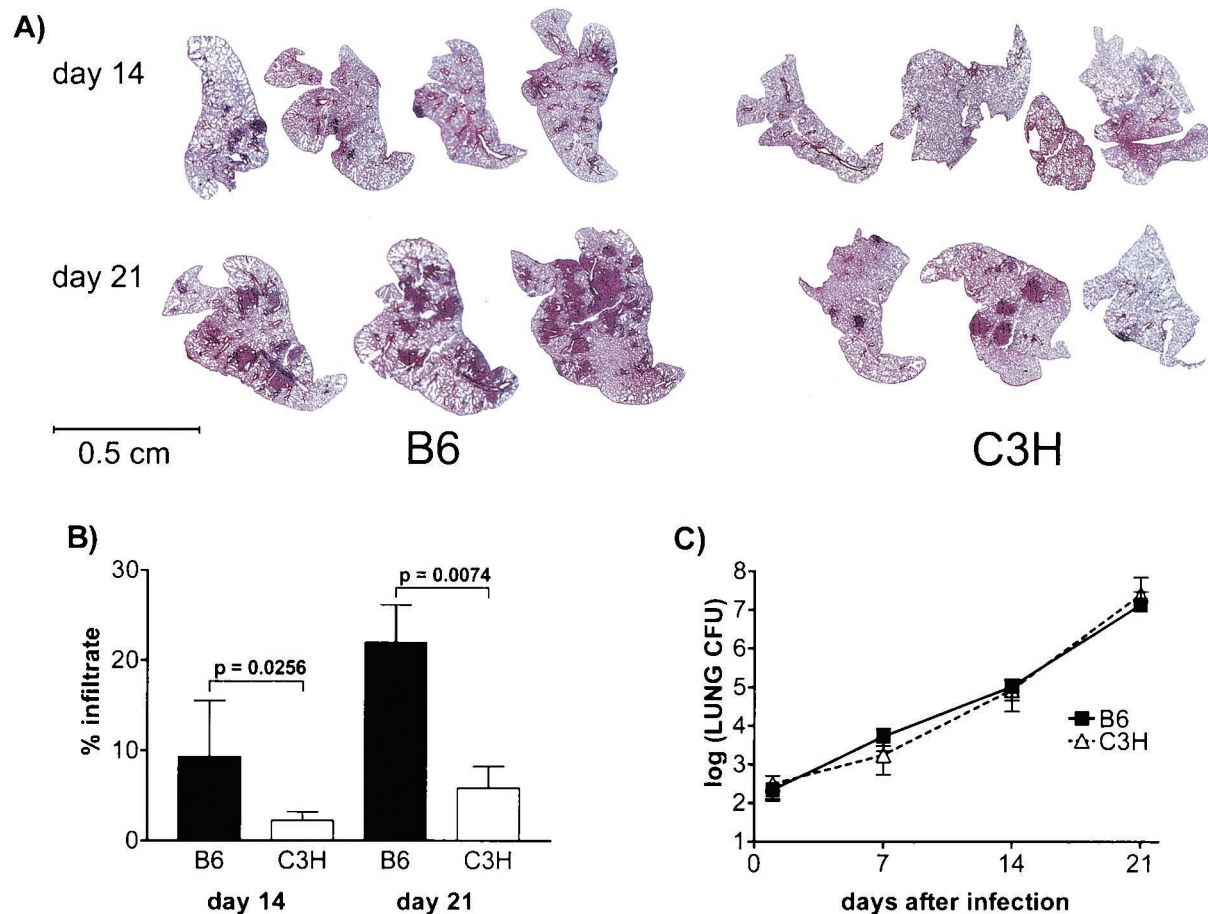 A)
day 14
day 21
0.5 cm
B6
C3H
B)
30
20
10
0
% infiltrate
p = 0.0256
p = 0.0074
B6
C3H
B6
C3H
day 14
day 21
C)
8
7
7
5
4
3
2
1
log (LUNG CFU)
B6
C3H
0
7
14
21
days after infection